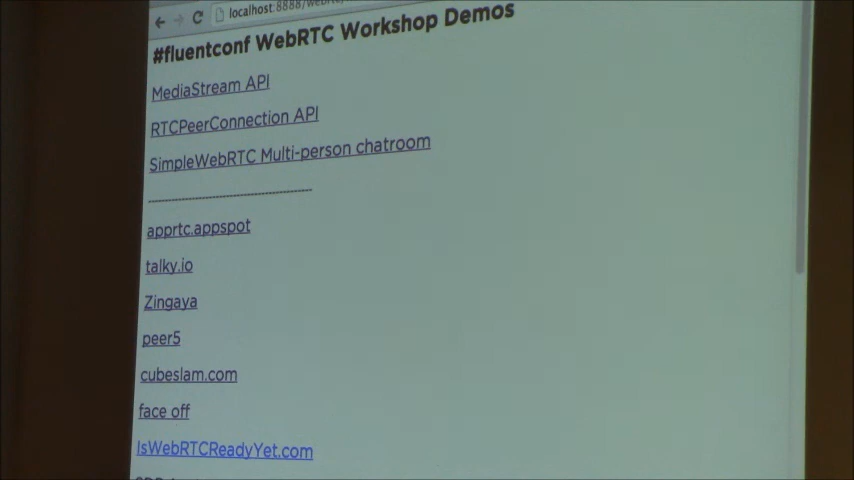 localhost:8888/webrtc/
#fluentconf WebRTC Workshop Demos
MediaStream API
RTCPeerConnection API
SimpleWebRTC Multi-person chatroom
----------------------------------------
apprtc.appspot
talky.io
Zingaya
peer5
cubeslam.com
face off
IsWebRTCReadyYet.com